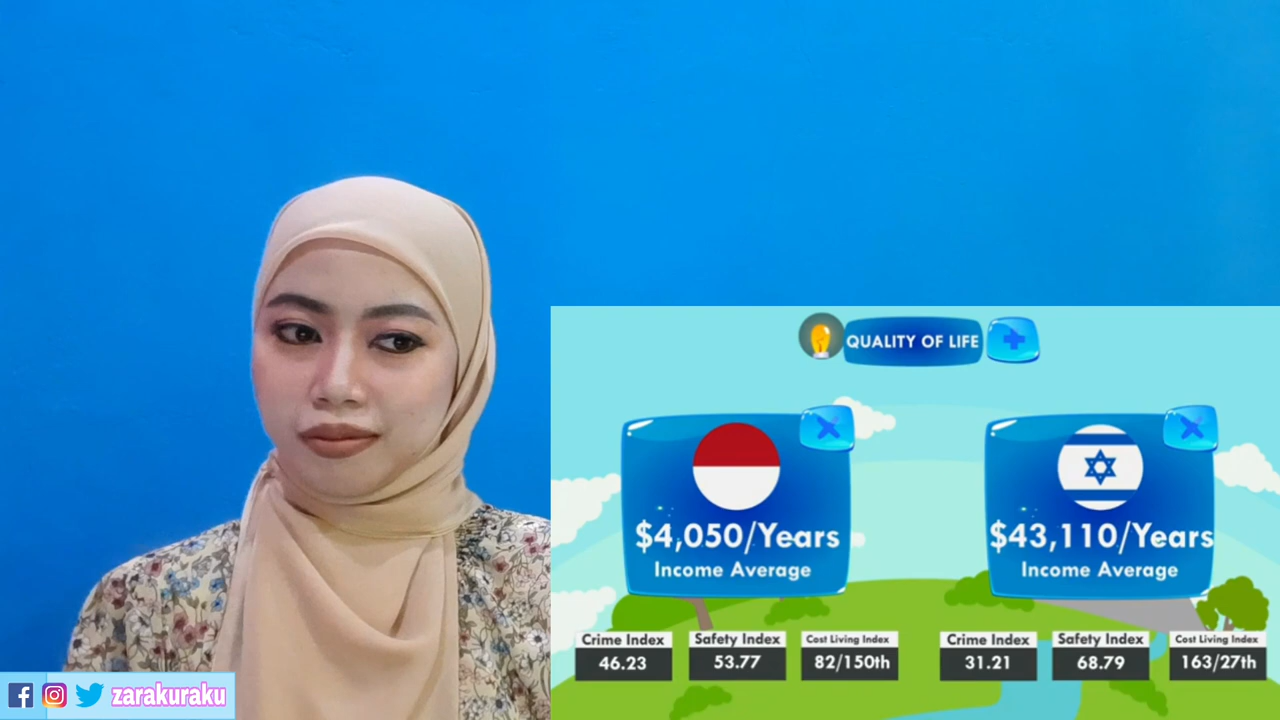 QUALITY OF LIFE
$4,050/Years
Income Average
$43,110/Years
Income Average
Crime Index
46.23
Safety Index
53.77
Cost Living Index
82/150th
Crime Index
31.21
Safety Index
68.79
Cost Living Index
163/27th
zarakuraku